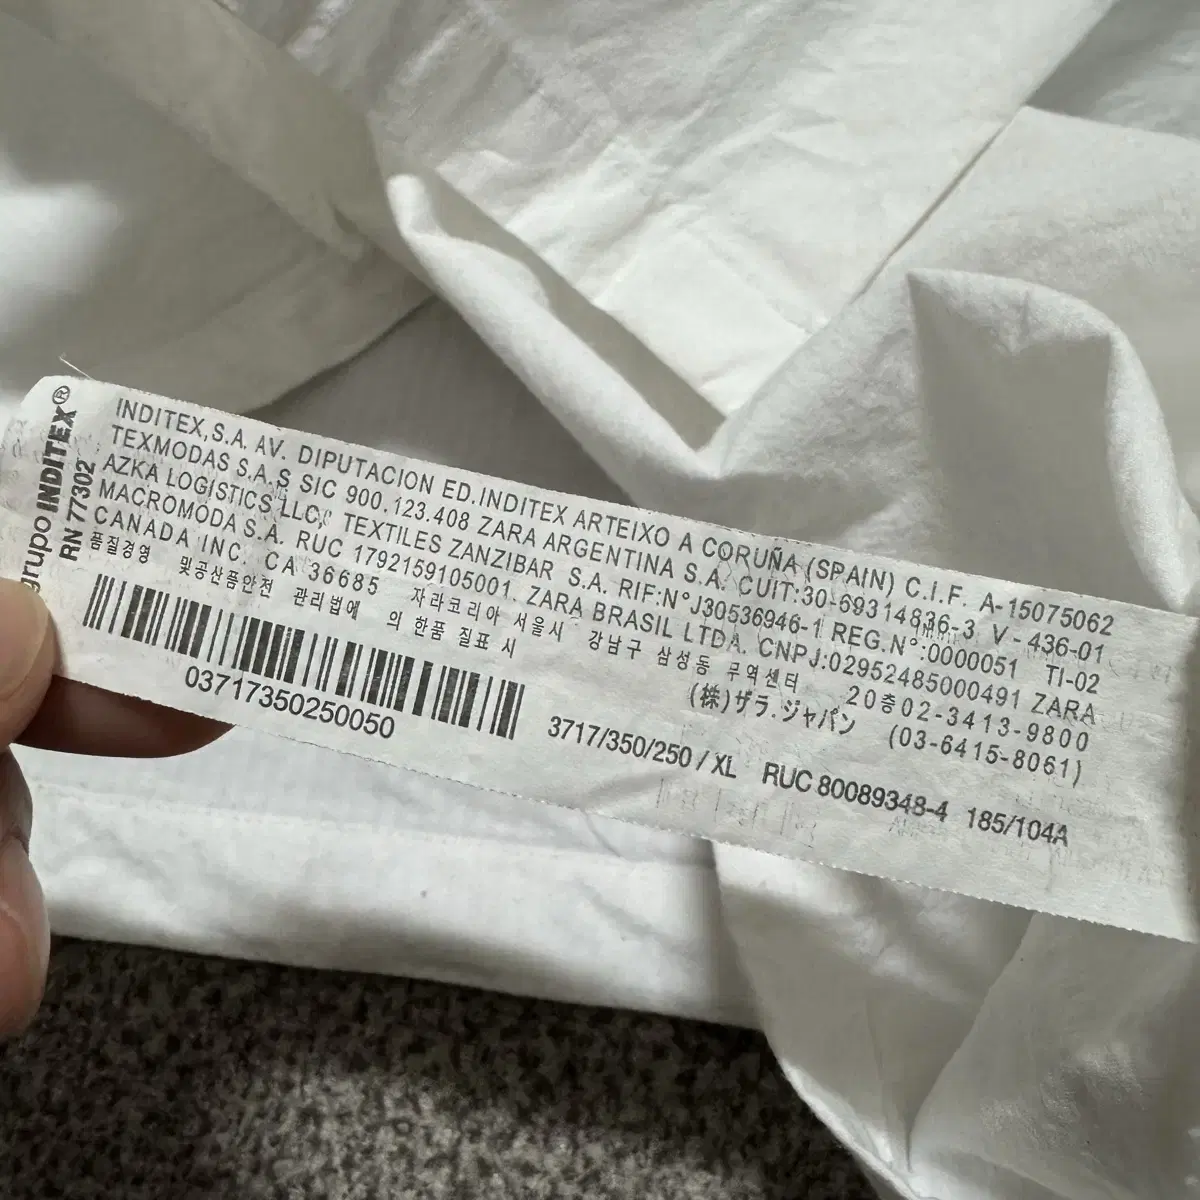 grupo INDITEX®
RN 77302
INDITEX,S.A. AV. DIPUTACION ED.INDITEX ARTEIXO A CORUÑA (SPAIN) C.I.F. A-15075062
TEXMODAS S.A.S SIC 900.123.408 ZARA ARGENTINA S.A. CUIT:30-69314836-3 V-436-01
AZKA LOGISTICS LLC, TEXTILES ZANZIBAR S.A. RIF:N°J30536946-1 REG.N°:0000051 TI-02
MACROMODA S.A. RUC 1792159105001. ZARA BRASIL LTDA. CNPJ:02952485000491 ZARA
CANADA INC. CA 36685 자라코리아 서울시 강남구 삼성동 무역센터 20층02-3413-9800
품질경영 및공산품안전 관리법에 의 한품 질표 시 (株)ザラ.ジャパン (03-6415-8061)
03717350250050
3717/350/250 / XL RUC 80089348-4 185/104A